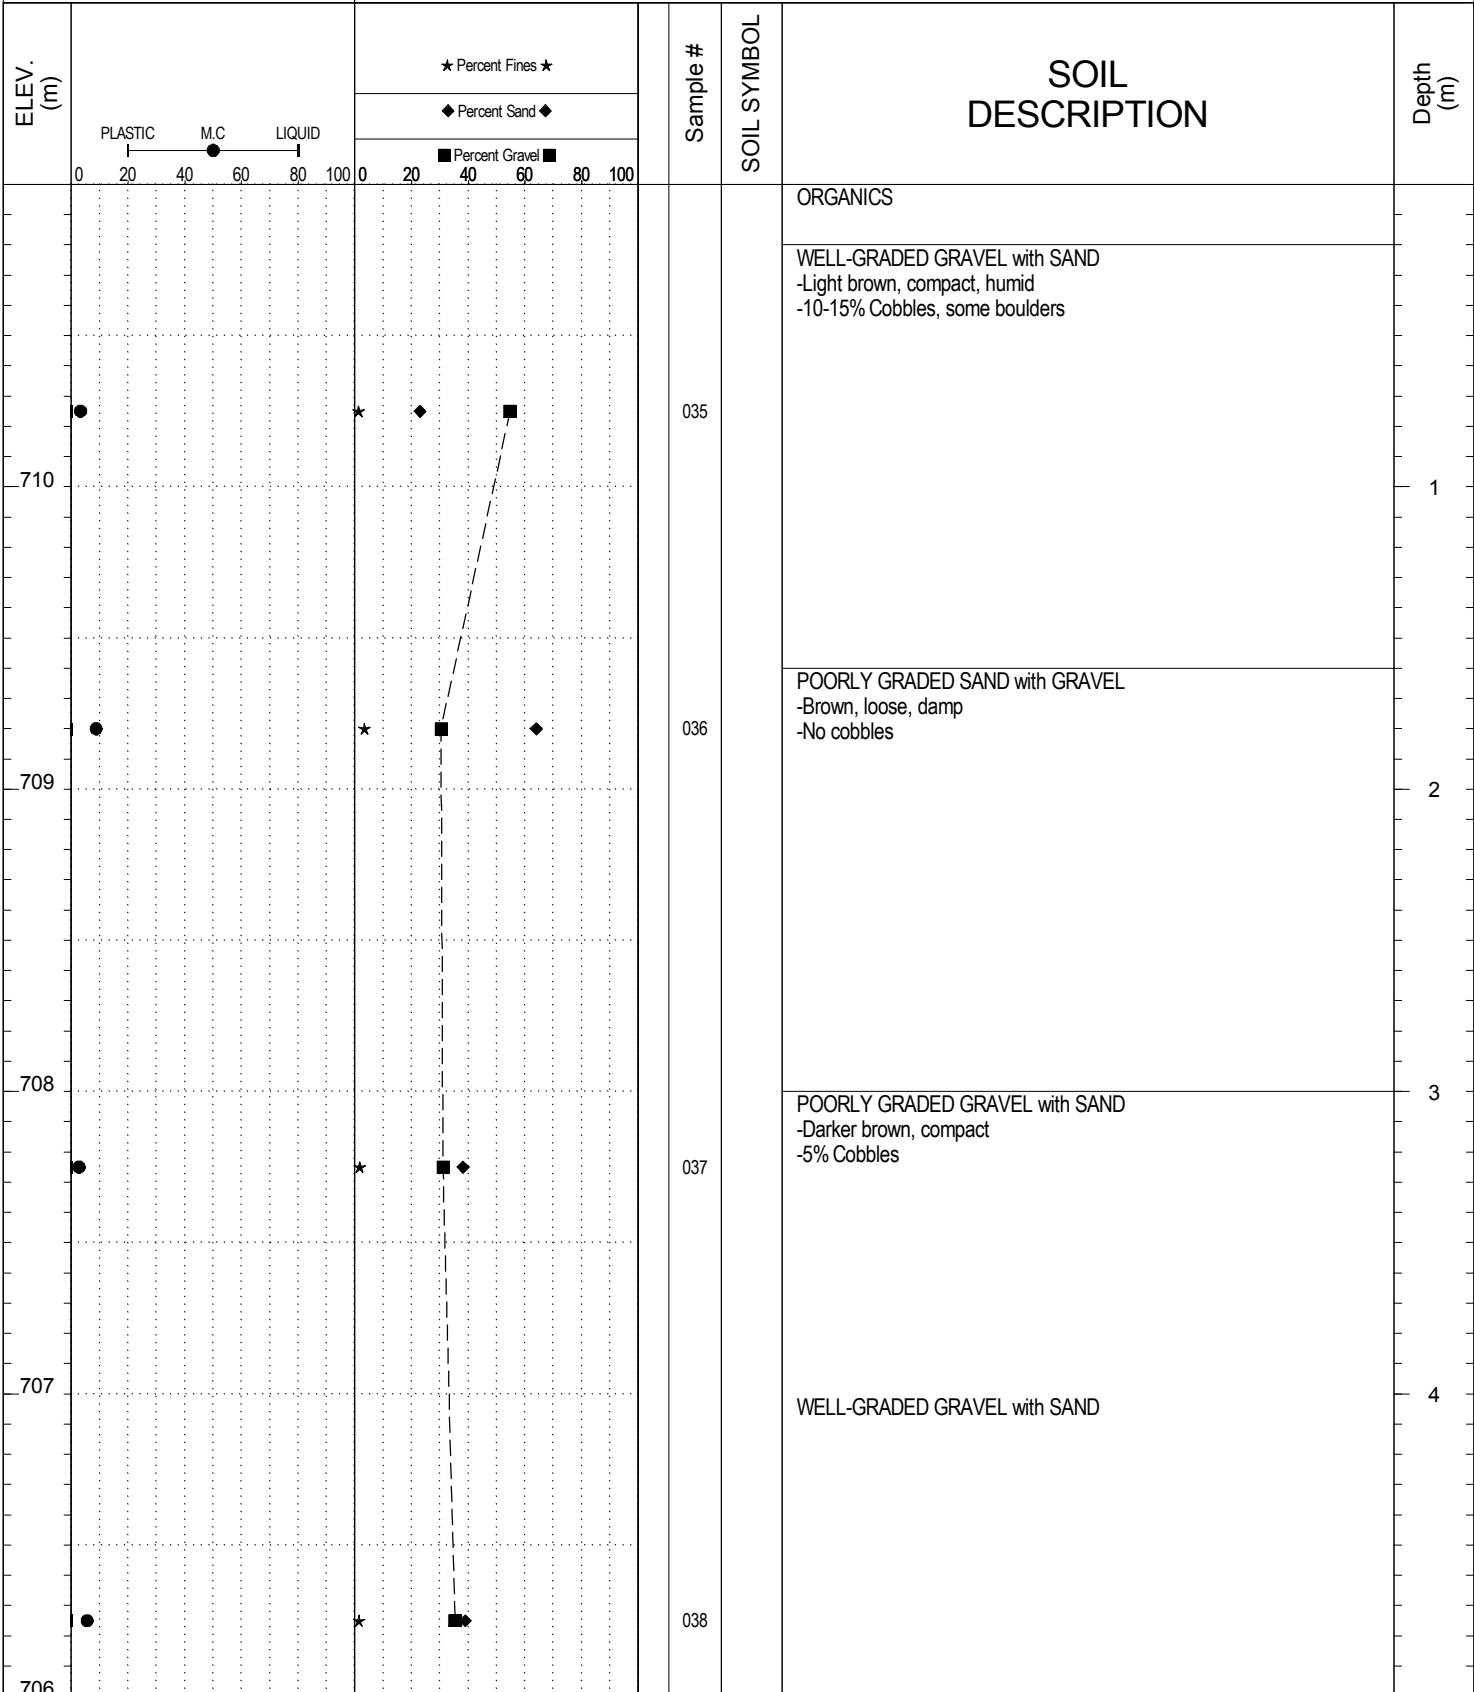 ELEV.
(m)
PLASTIC M.C LIQUID
0 20 40 60 80 100
★ Percent Fines ★
◆ Percent Sand ◆
■ Percent Gravel ■
0 20 40 60 80 100
Sample #
SOIL SYMBOL
SOIL
DESCRIPTION
Depth
(m)
ORGANICS
WELL-GRADED GRAVEL with SAND
-Light brown, compact, humid
-10-15% Cobbles, some boulders
035
710
1
POORLY GRADED SAND with GRAVEL
-Brown, loose, damp
-No cobbles
036
709
2
708
3
POORLY GRADED GRAVEL with SAND
-Darker brown, compact
-5% Cobbles
037
707
4
WELL-GRADED GRAVEL with SAND
038
706